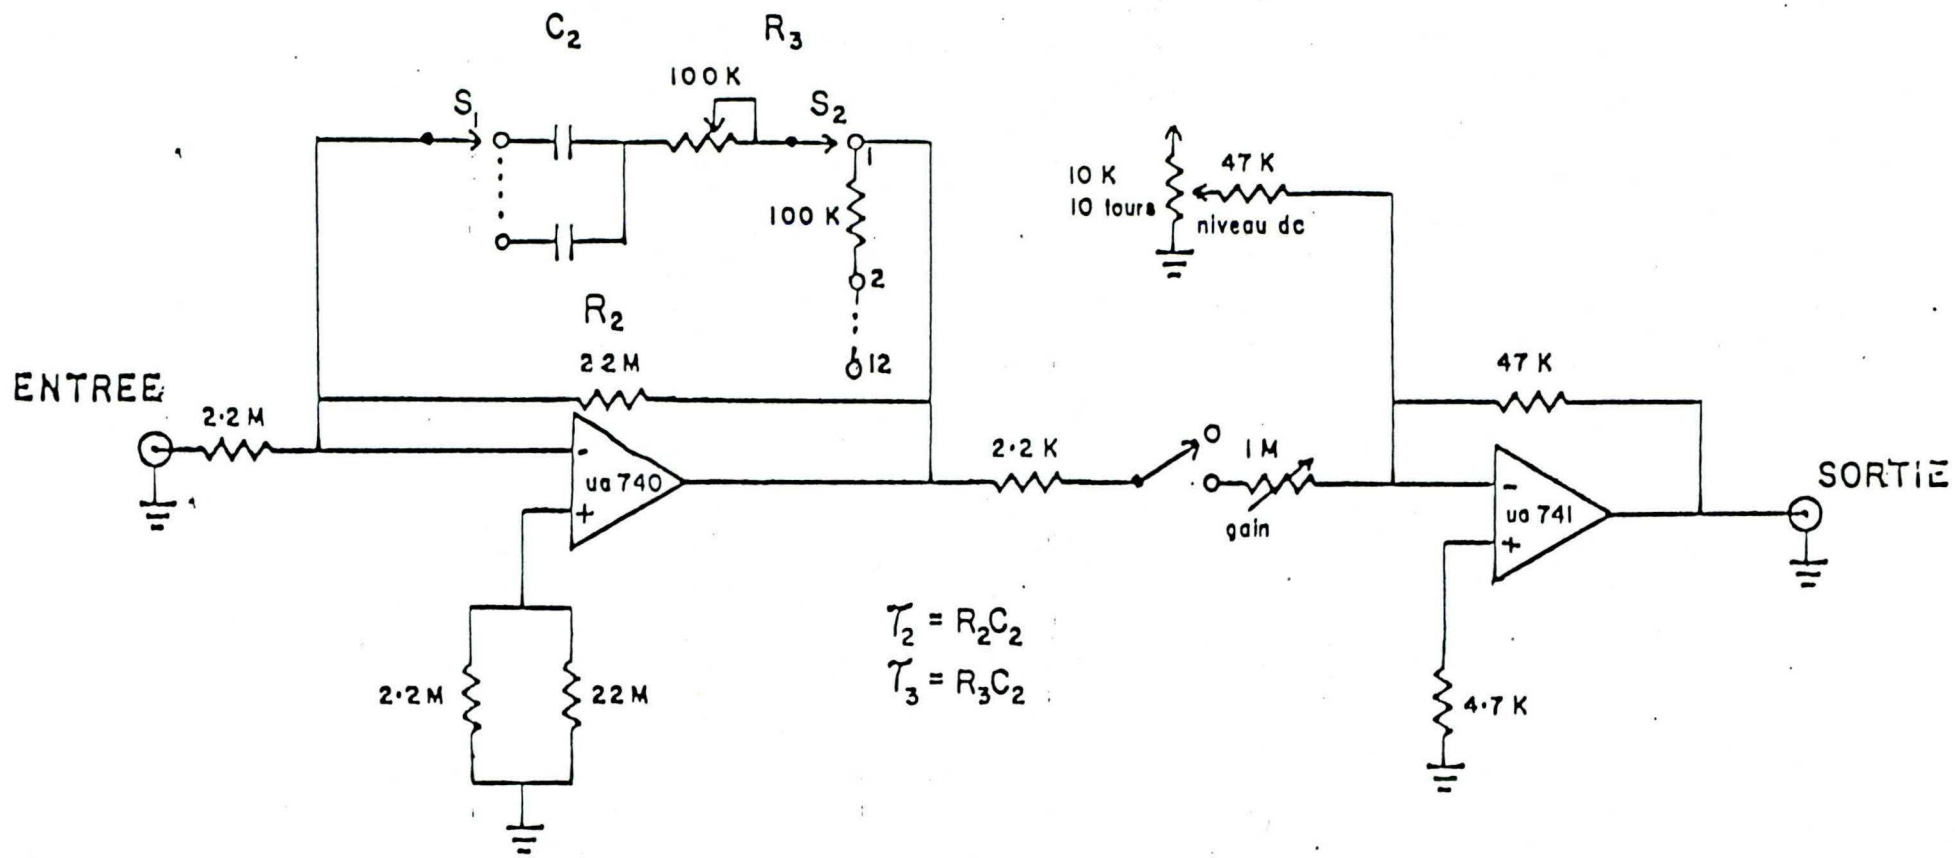 C2
R3
100 K
S1
S2
1
100 K
2
12
R2
22 M
10 K
10 tours
47 K
niveau dc
ENTREE
2.2 M
-
ua 740
+
2.2 K
1 M
gain
47 K
-
ua 741
+
SORTIE
2.2 M
22 M
τ2 = R2C2
τ3 = R3C2
4.7 K